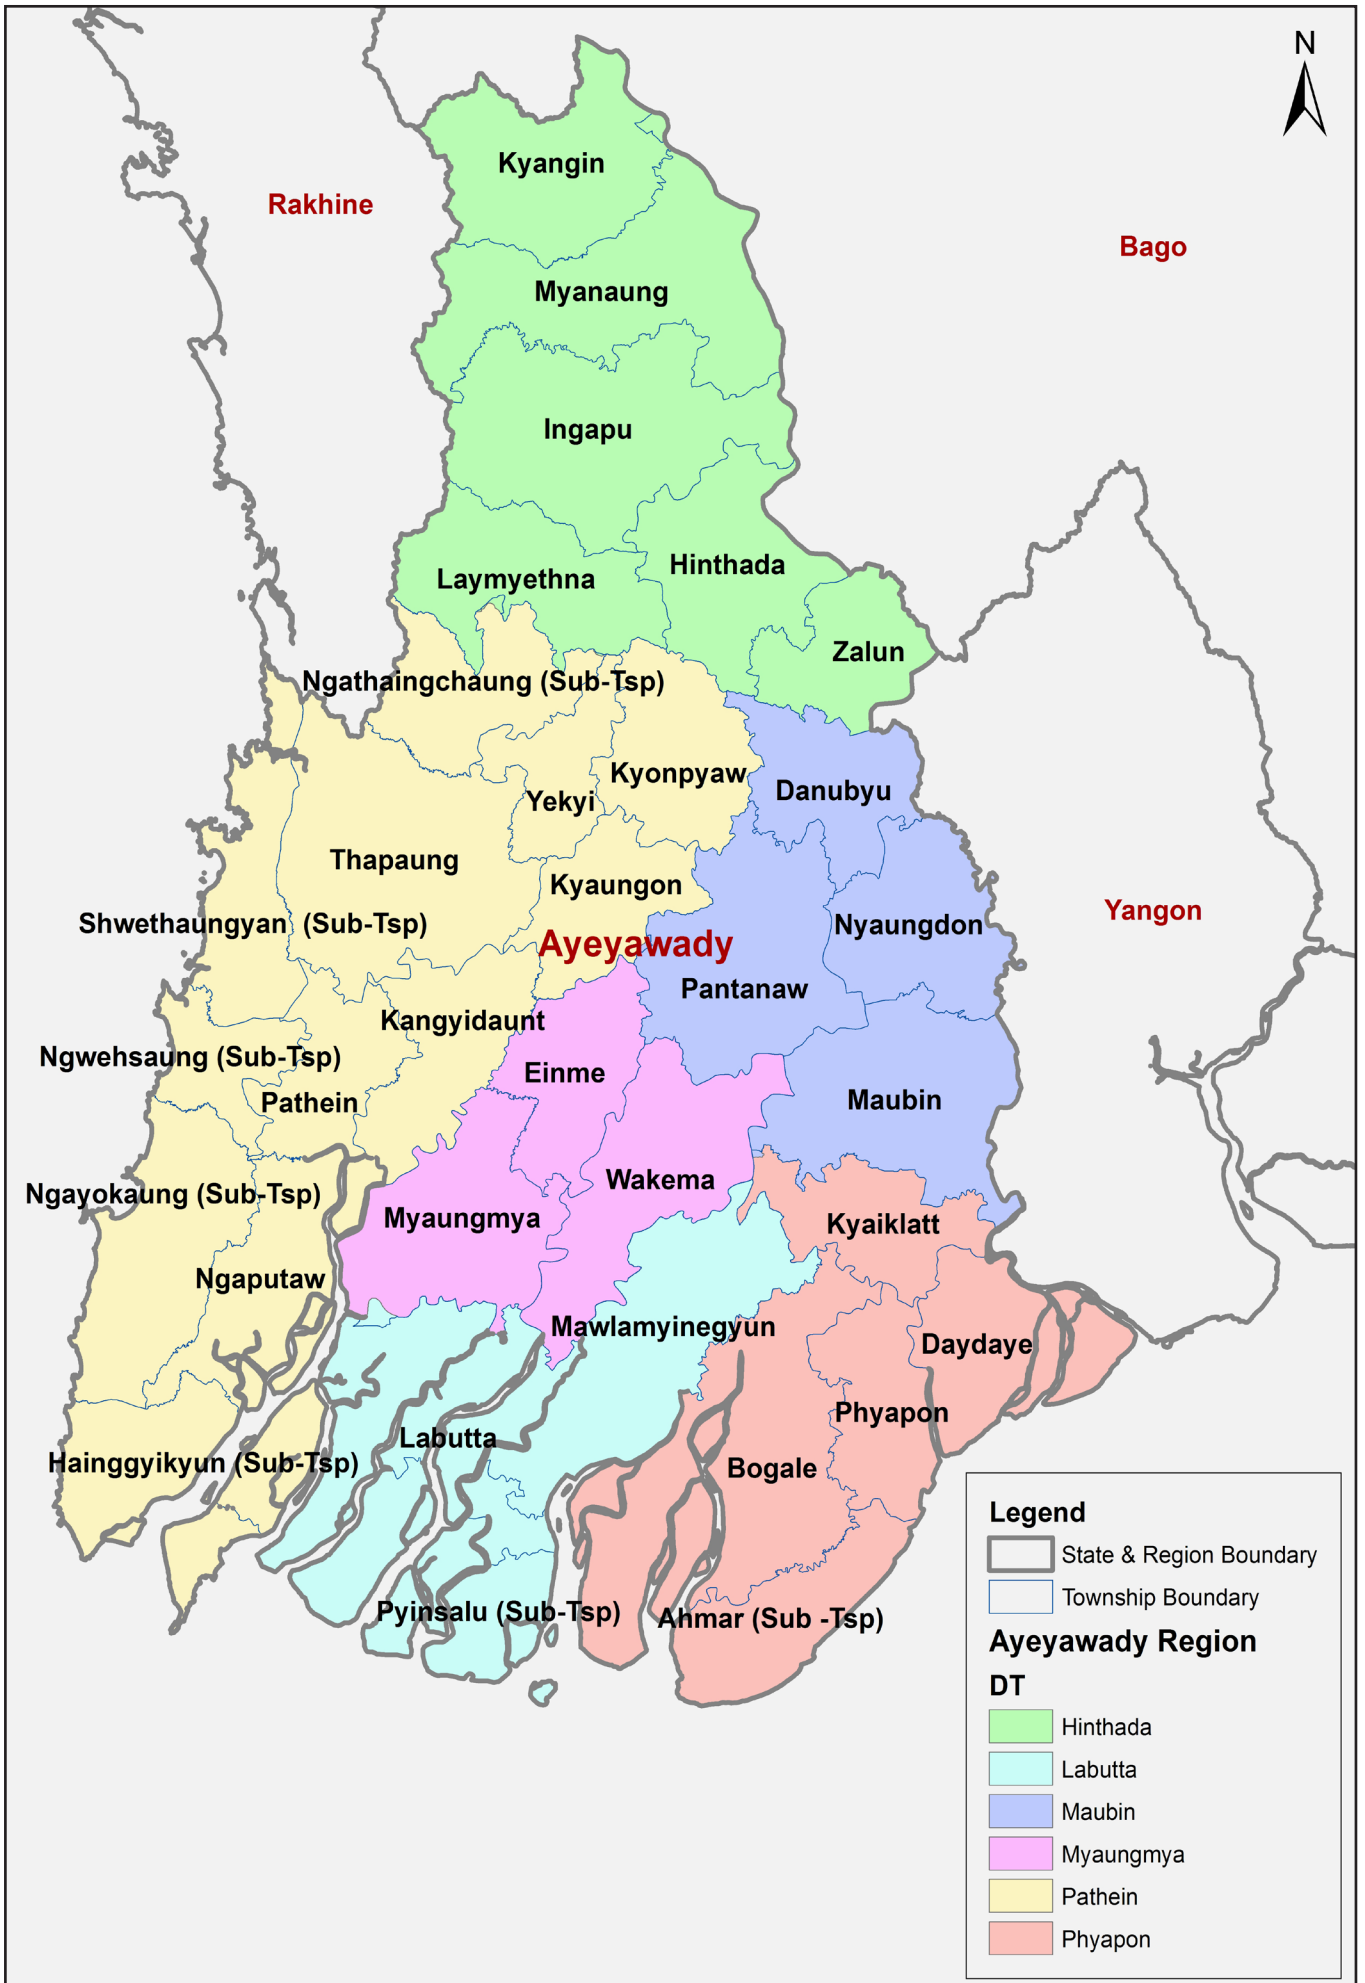 N
Kyangin
Rakhine
Bago
Myanaung
Ingapu
Hinthada
Laymyethna
Zalun
Ngathaingchaung (Sub-Tsp)
Kyonpyaw
Danubyu
Yekyi
Thapaung
Kyaungon
Yangon
Shwethaungyan (Sub-Tsp)
Nyaungdon
Ayeyawady
Pantanaw
Kangyidaunt
Ngwehsaung (Sub-Tsp)
Einme
Pathein
Maubin
Wakema
Ngayokaung (Sub-Tsp)
Myaungmya
Kyaiklatt
Ngaputaw
Mawlamyinegyun
Daydaye
Phyapon
Labutta
Hainggyikyun (Sub-Tsp)
Bogale
Pyinsalu (Sub-Tsp)
Ahmar (Sub -Tsp)
Legend
State & Region Boundary
Township Boundary
Ayeyawady Region
DT
Hinthada
Labutta
Maubin
Myaungmya
Pathein
Phyapon